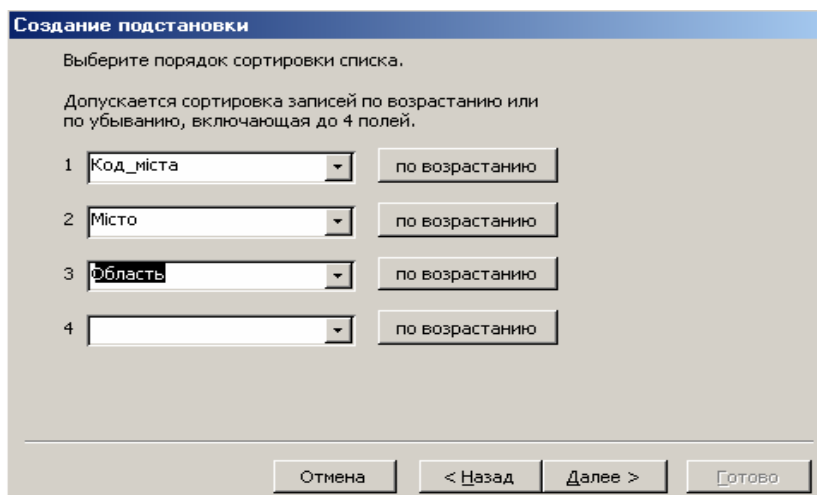 Создание подстановки
Выберите порядок сортировки списка.
Допускается сортировка записей по возрастанию или
по убыванию, включающая до 4 полей.
1 Код_міста по возрастанию
2 Місто по возрастанию
3 Область по возрастанию
4 по возрастанию
Отмена < Назад Далее > Готово